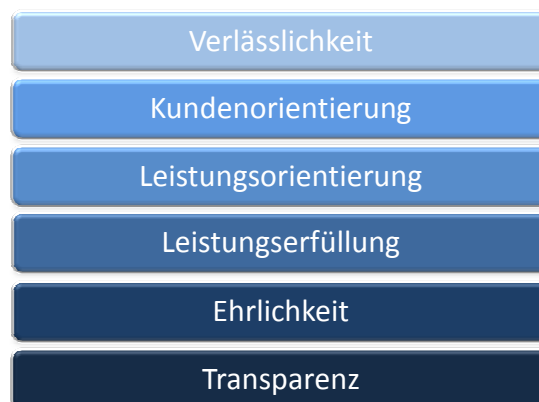 Verlässlichkeit
Kundenorientierung
Leistungsorientierung
Leistungserfüllung
Ehrlichkeit
Transparenz